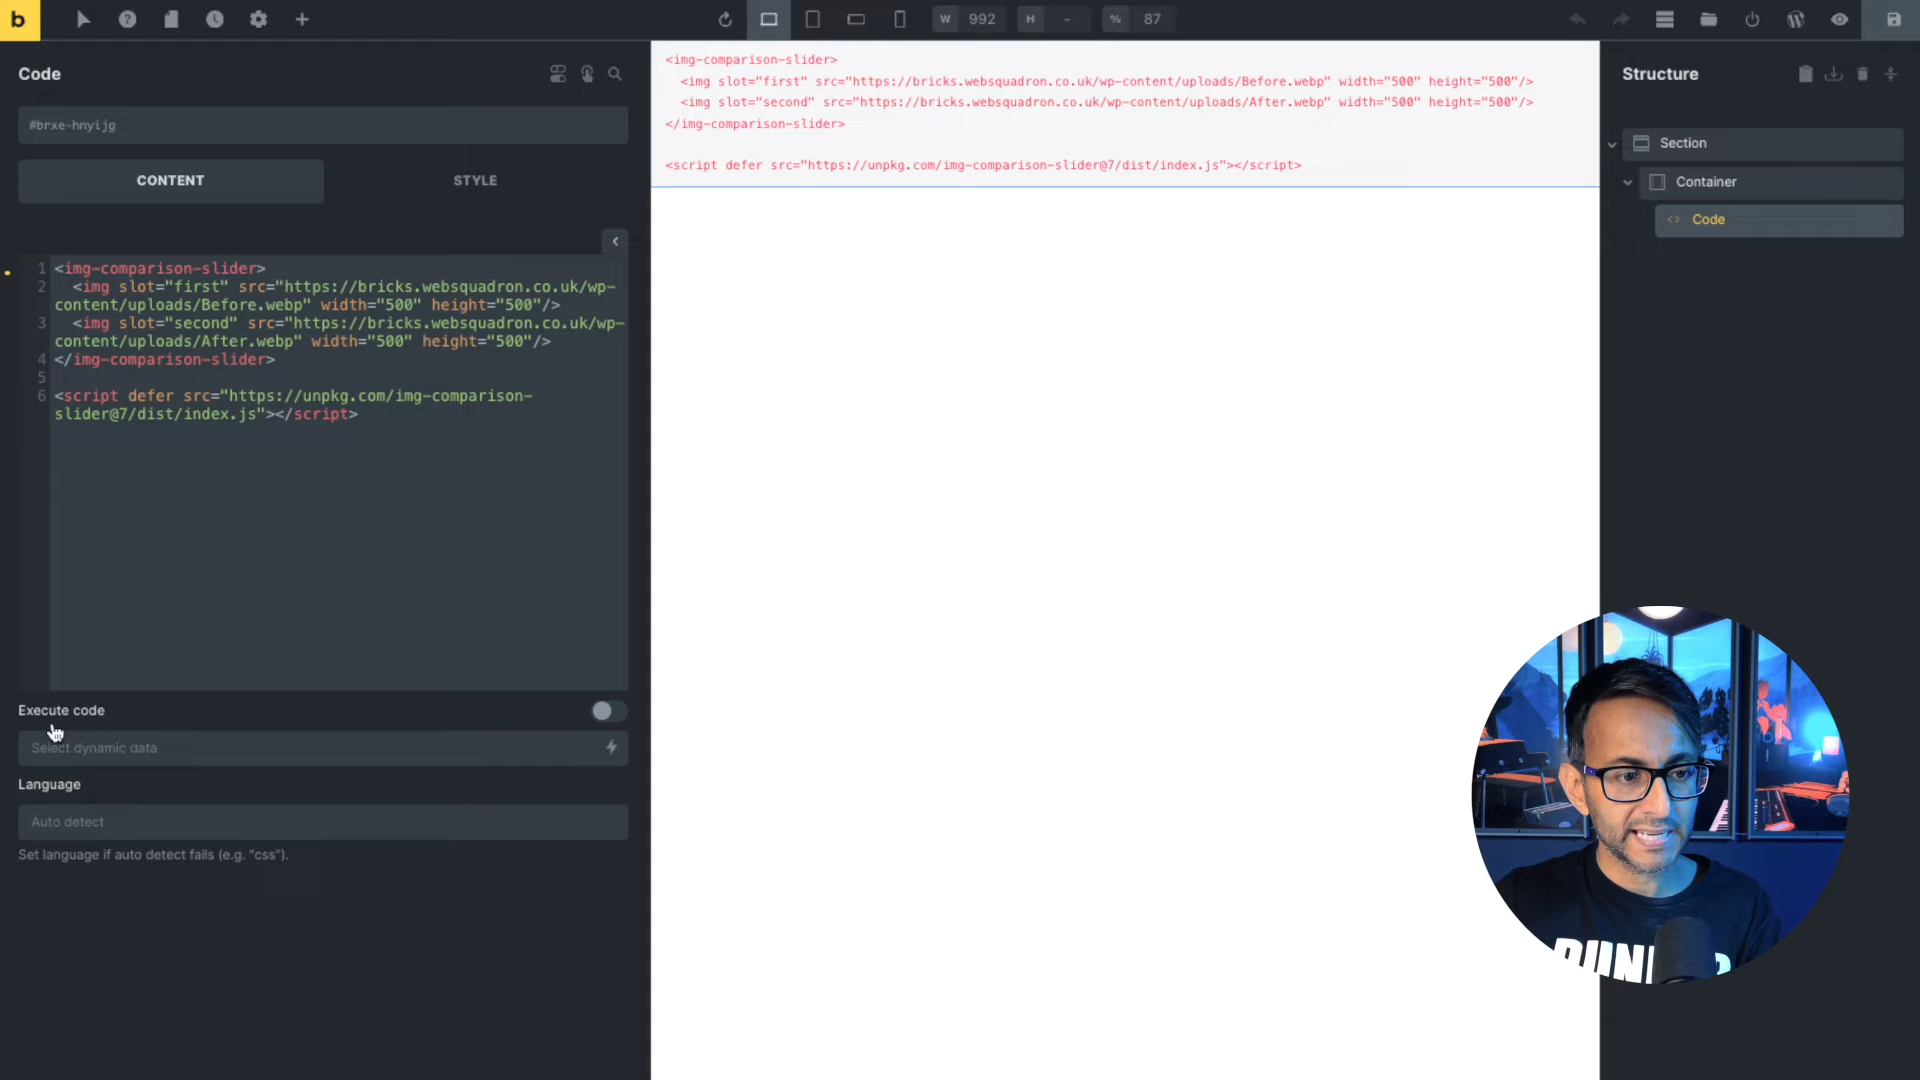 b
W 992 H - % 87
Code
#brxe-hnyijg
CONTENT STYLE
1 <img-comparison-slider>
2 <img slot="first" src="https://bricks.websquadron.co.uk/wp-
content/uploads/Before.webp" width="500" height="500"/>
3 <img slot="second" src="https://bricks.websquadron.co.uk/wp-
content/uploads/After.webp" width="500" height="500"/>
4 </img-comparison-slider>
5
6 <script defer src="https://unpkg.com/img-comparison-
slider@7/dist/index.js"></script>
Execute code
Select dynamic data
Language
Auto detect
Set language if auto detect fails (e.g. "css").
<img-comparison-slider>
<img slot="first" src="https://bricks.websquadron.co.uk/wp-content/uploads/Before.webp" width="500" height="500"/>
<img slot="second" src="https://bricks.websquadron.co.uk/wp-content/uploads/After.webp" width="500" height="500"/>
</img-comparison-slider>
<script defer src="https://unpkg.com/img-comparison-slider@7/dist/index.js"></script>
Structure
Section
Container
<> Code